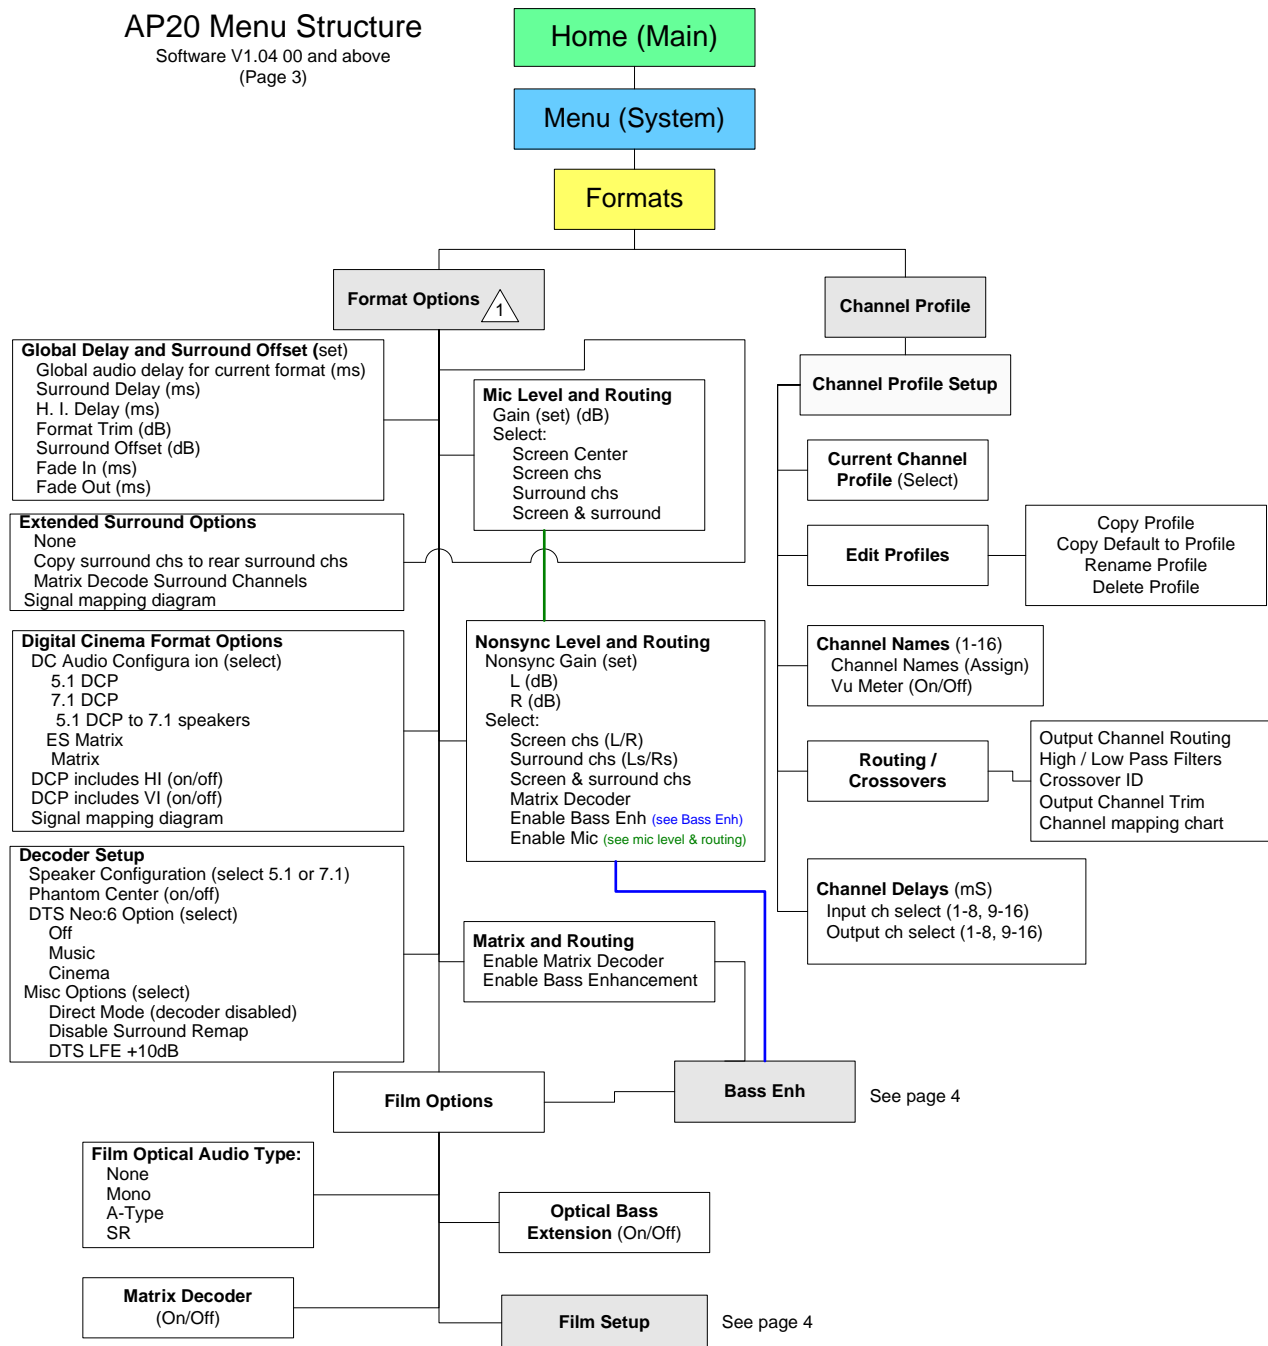 AP20 Menu Structure
Software V1.04 00 and above
(Page 3)
Home (Main)
Menu (System)
Formats
Format Options
1
Channel Profile
Global Delay and Surround Offset (set)
Global audio delay for current format (ms)
Surround Delay (ms)
H. I. Delay (ms)
Format Trim (dB)
Surround Offset (dB)
Fade In (ms)
Fade Out (ms)
Mic Level and Routing
Gain (set) (dB)
Select:
Screen Center
Screen chs
Surround chs
Screen & surround
Channel Profile Setup
Current Channel
Profile (Select)
Extended Surround Options
None
Copy surround chs to rear surround chs
Matrix Decode Surround Channels
Signal mapping diagram
Edit Profiles
Copy Profile
Copy Default to Profile
Rename Profile
Delete Profile
Digital Cinema Format Options
DC Audio Configura ion (select)
5.1 DCP
7.1 DCP
5.1 DCP to 7.1 speakers
ES Matrix
Matrix
DCP includes HI (on/off)
DCP includes VI (on/off)
Signal mapping diagram
Nonsync Level and Routing
Nonsync Gain (set)
L (dB)
R (dB)
Select:
Screen chs (L/R)
Surround chs (Ls/Rs)
Screen & surround chs
Matrix Decoder
Enable Bass Enh (see Bass Enh)
Enable Mic (see mic level & routing)
Channel Names (1-16)
Channel Names (Assign)
Vu Meter (On/Off)
Routing /
Crossovers
Output Channel Routing
High / Low Pass Filters
Crossover ID
Output Channel Trim
Channel mapping chart
Decoder Setup
Speaker Configuration (select 5.1 or 7.1)
Phantom Center (on/off)
DTS Neo:6 Option (select)
Off
Music
Cinema
Misc Options (select)
Direct Mode (decoder disabled)
Disable Surround Remap
DTS LFE +10dB
Channel Delays (mS)
Input ch select (1-8, 9-16)
Output ch select (1-8, 9-16)
Matrix and Routing
Enable Matrix Decoder
Enable Bass Enhancement
Film Options
Bass Enh
See page 4
Film Optical Audio Type:
None
Mono
A-Type
SR
Optical Bass
Extension (On/Off)
Matrix Decoder
(On/Off)
Film Setup
See page 4